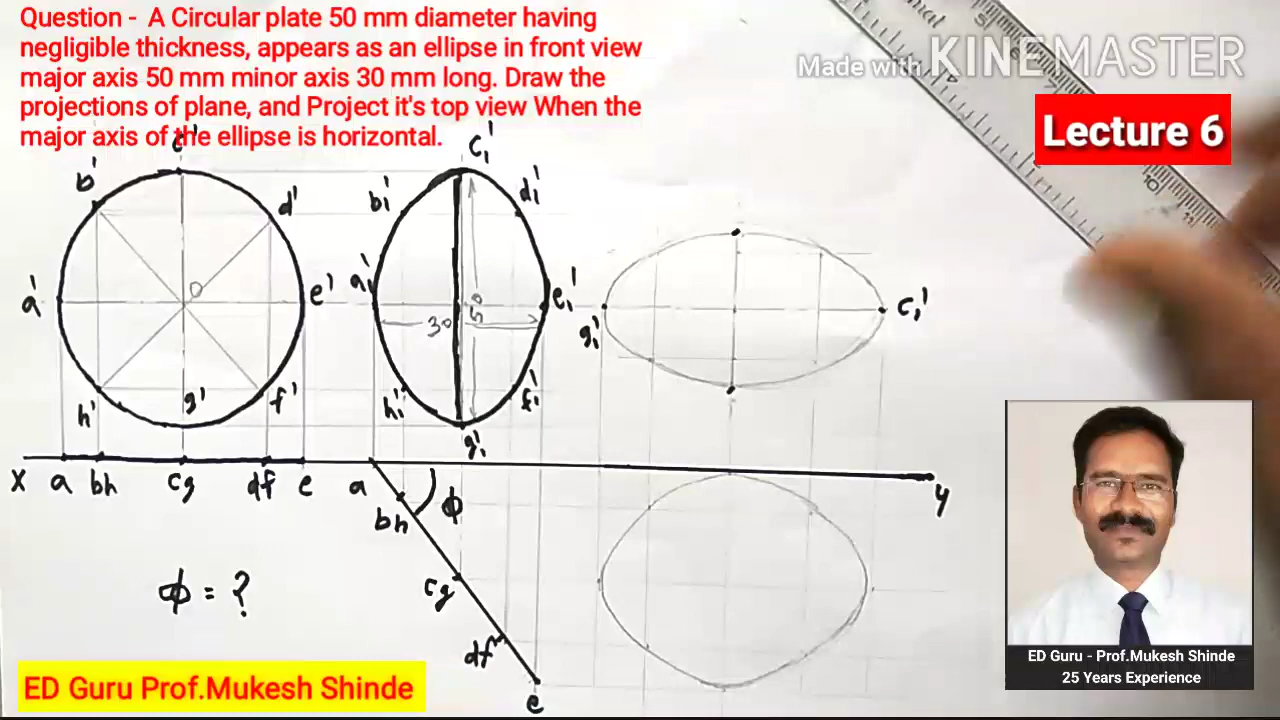 Question - A Circular plate 50 mm diameter having
negligible thickness, appears as an ellipse in front view
major axis 50 mm minor axis 30 mm long. Draw the
projections of plane, and Project it's top view When the
major axis of the ellipse is horizontal.
Made with KINEMASTER
Lecture 6
c'
b'
d'
a'
o
e'
h'
g'
f'
c₁'
b₁'
d₁'
a₁'
e₁'
30
50
h₁'
f₁'
g₁'
g₁'
c₁'
X a bh cg df e a y
bh
ϕ
cg
df
e
ϕ = ?
ED Guru Prof.Mukesh Shinde
ED Guru - Prof.Mukesh Shinde
25 Years Experience